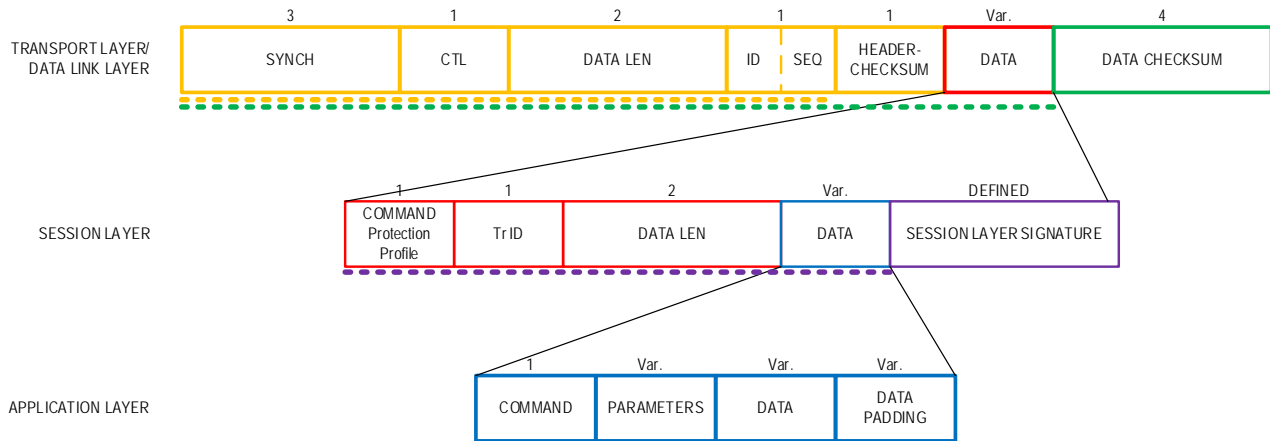 3 1 2 1 1 Var. 4
TRANSPORT LAYER/
DATA LINK LAYER
SYNCH
CTL
DATA LEN
ID
SEQ
HEADER-
CHECKSUM
DATA
DATA CHECKSUM
1 1 2 Var. DEFINED
SESSION LAYER
COMMAND
Protection
Profile
Tr ID
DATA LEN
DATA
SESSION LAYER SIGNATURE
1 Var. Var. Var.
APPLICATION LAYER
COMMAND
PARAMETERS
DATA
DATA
PADDING